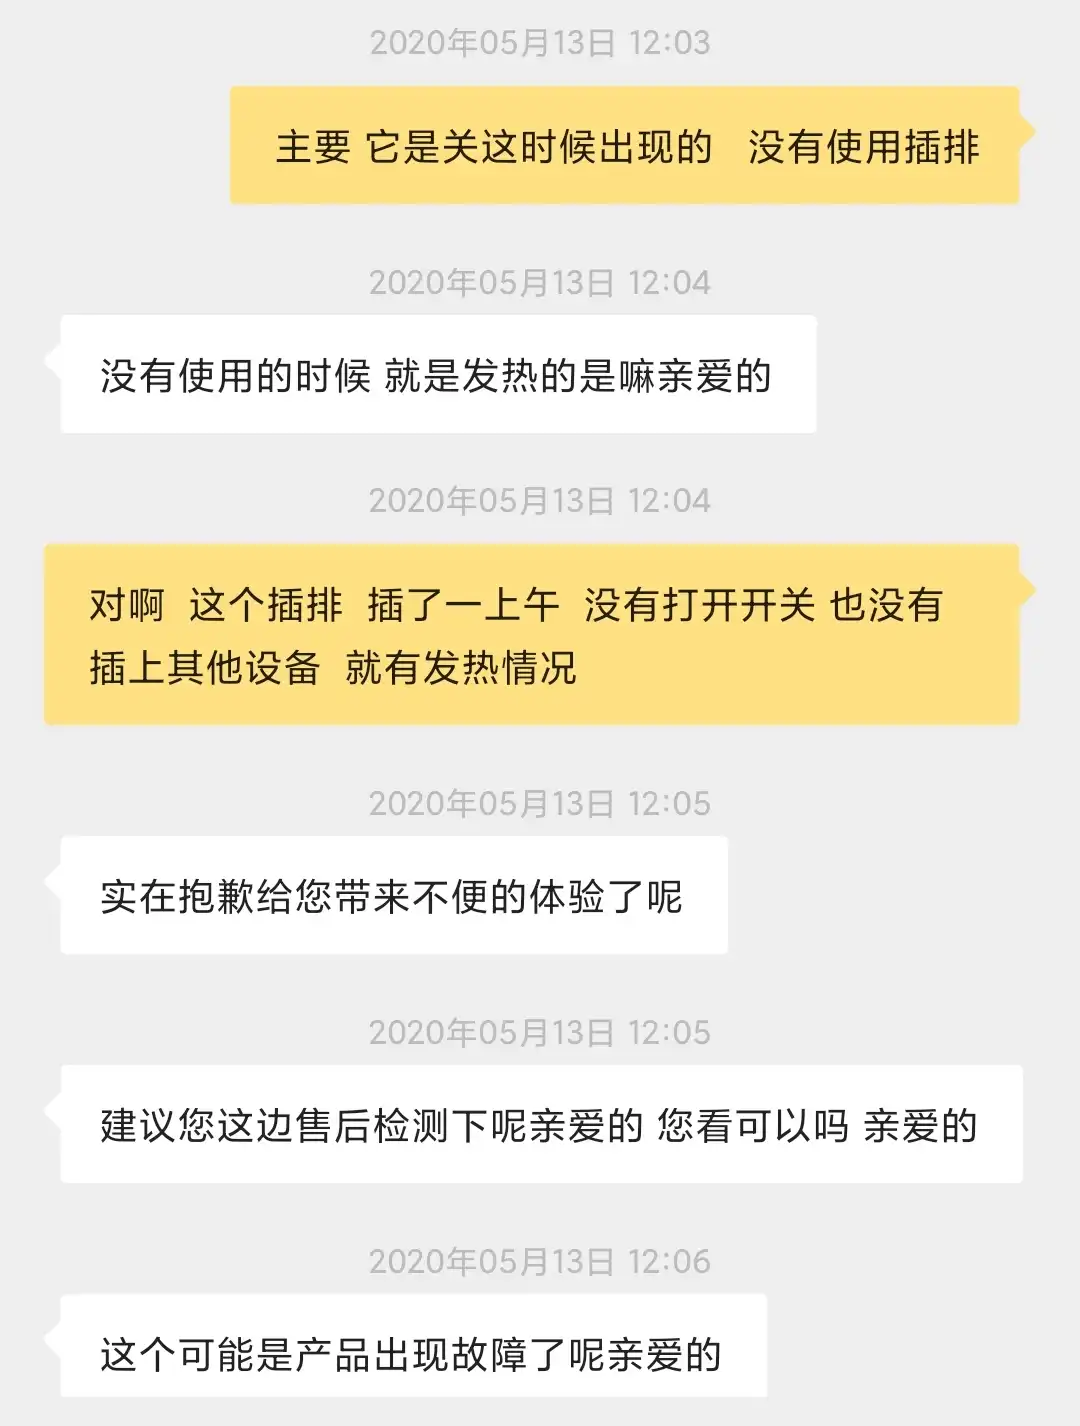 2020年05月13日 12:03
主要 它是关这时候出现的 没有使用插排
2020年05月13日 12:04
没有使用的时候 就是发热的是嘛亲爱的
2020年05月13日 12:04
对啊 这个插排 插了一上午 没有打开开关 也没有
插上其他设备 就有发热情况
2020年05月13日 12:05
实在抱歉给您带来不便的体验了呢
2020年05月13日 12:05
建议您这边售后检测下呢亲爱的 您看可以吗 亲爱的
2020年05月13日 12:06
这个可能是产品出现故障了呢亲爱的